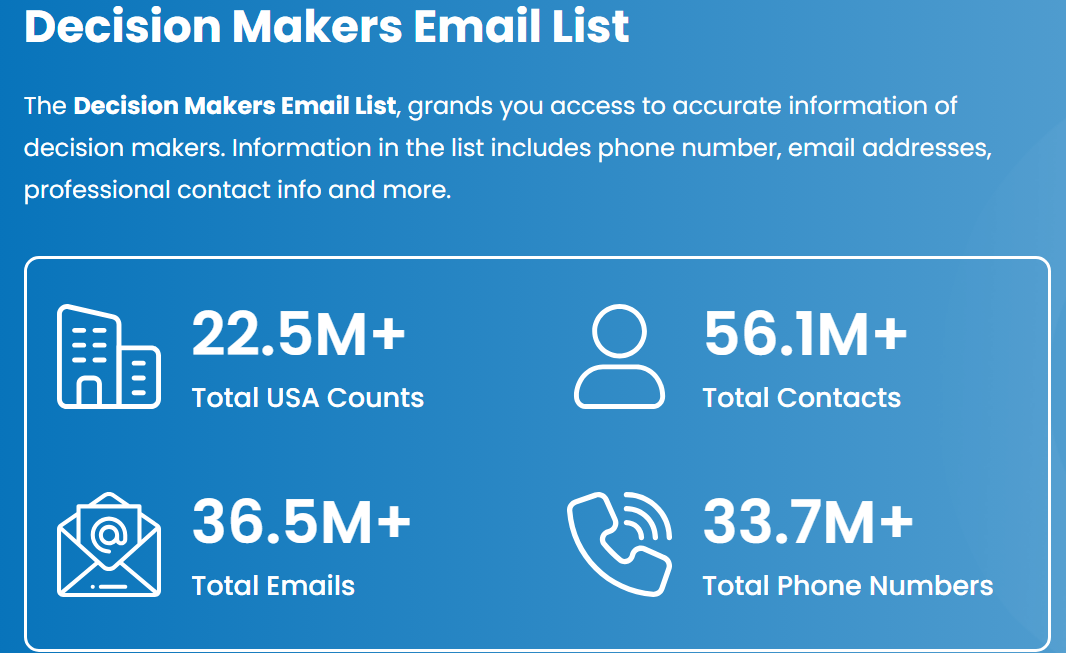 Decision Makers Email List
The Decision Makers Email List, grands you access to accurate information of
decision makers. Information in the list includes phone number, email addresses,
professional contact info and more.
22.5M+
Total USA Counts
56.1M+
Total Contacts
36.5M+
Total Emails
33.7M+
Total Phone Numbers